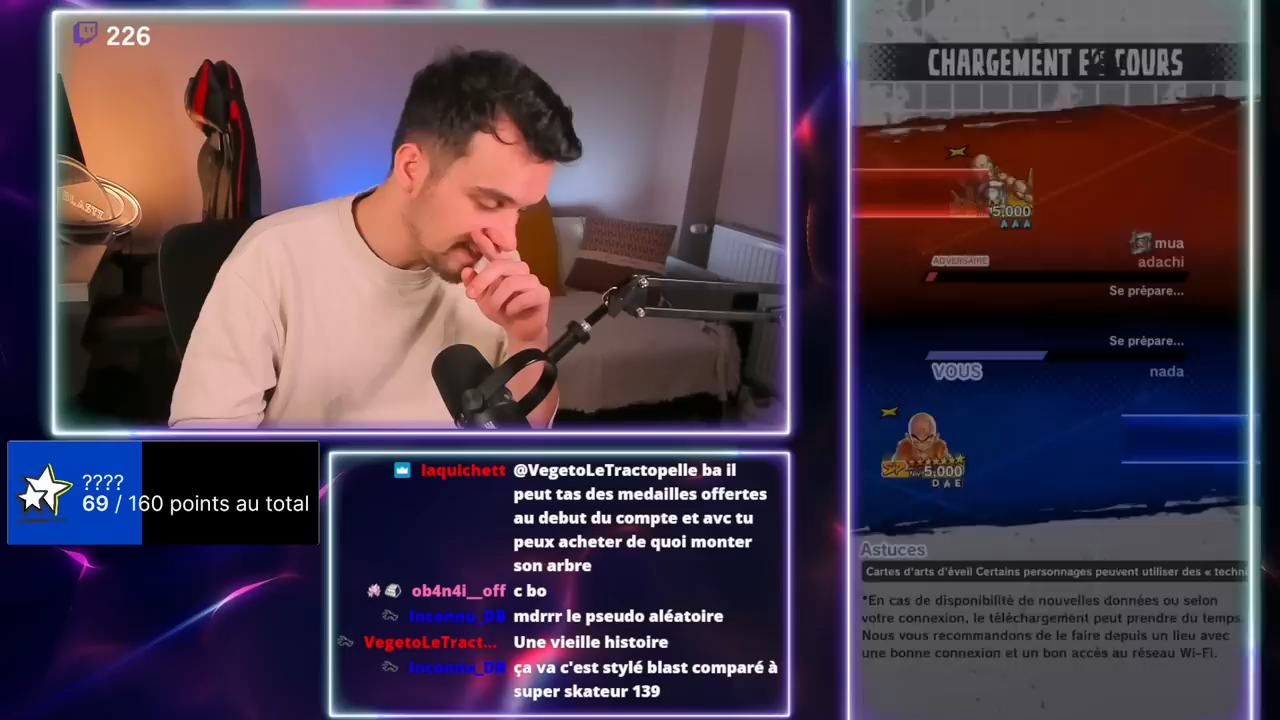 226
BLAST
????
69 / 160 points au total
laquichett @VegetoLeTractopelle ba il
peut tas des medailles offertes
au debut du compte et avc tu
peux acheter de quoi monter
son arbre
ob4n4i__off c bo
Inconnu_DB mdrrr le pseudo aléatoire
VegetoLeTract... Une vieille histoire
Inconnu_DB ça va c'est stylé blast comparé à
super skateur 139
CHARGEMENT EN COURS
5,000
mua
ADVERSAIRE
adachi
Se prépare...
Se prépare...
VOUS
nada
SP
5,000
Astuces
Cartes d'arts d'éveil Certains personnages peuvent utiliser des « techni
*En cas de disponibilité de nouvelles données ou selon
votre connexion, le téléchargement peut prendre du temps.
Nous vous recommandons de le faire depuis un lieu avec
une bonne connexion et un bon accès au réseau Wi-Fi.